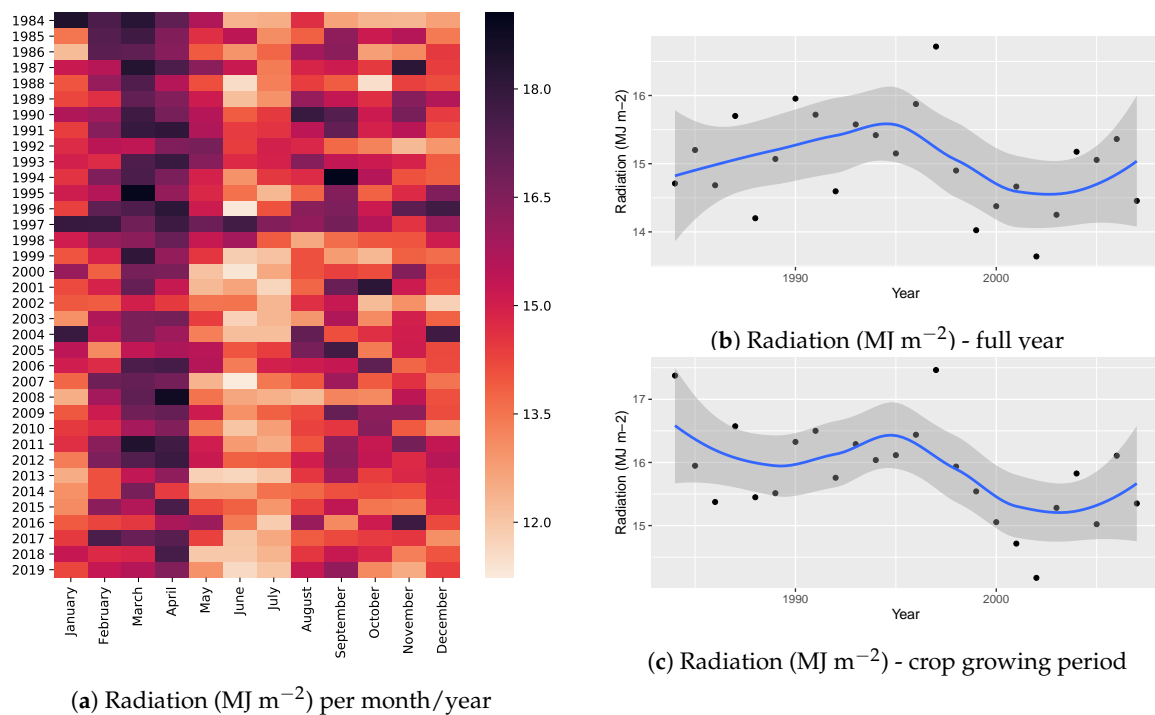 1984
1985
1986
1987
1988
1989
1990
1991
1992
1993
1994
1995
1996
1997
1998
1999
2000
2001
2002
2003
2004
2005
2006
2007
2008
2009
2010
2011
2012
2013
2014
2015
2016
2017
2018
2019
January
February
March
April
May
June
July
August
September
October
November
December
18.0
16.5
15.0
13.5
12.0
(a) Radiation (MJ m−2) per month/year
Radiation (MJ m−2)
16
15
14
1990
2000
Year
(b) Radiation (MJ m−2) - full year
Radiation (MJ m−2)
17
16
15
1990
2000
Year
(c) Radiation (MJ m−2) - crop growing period